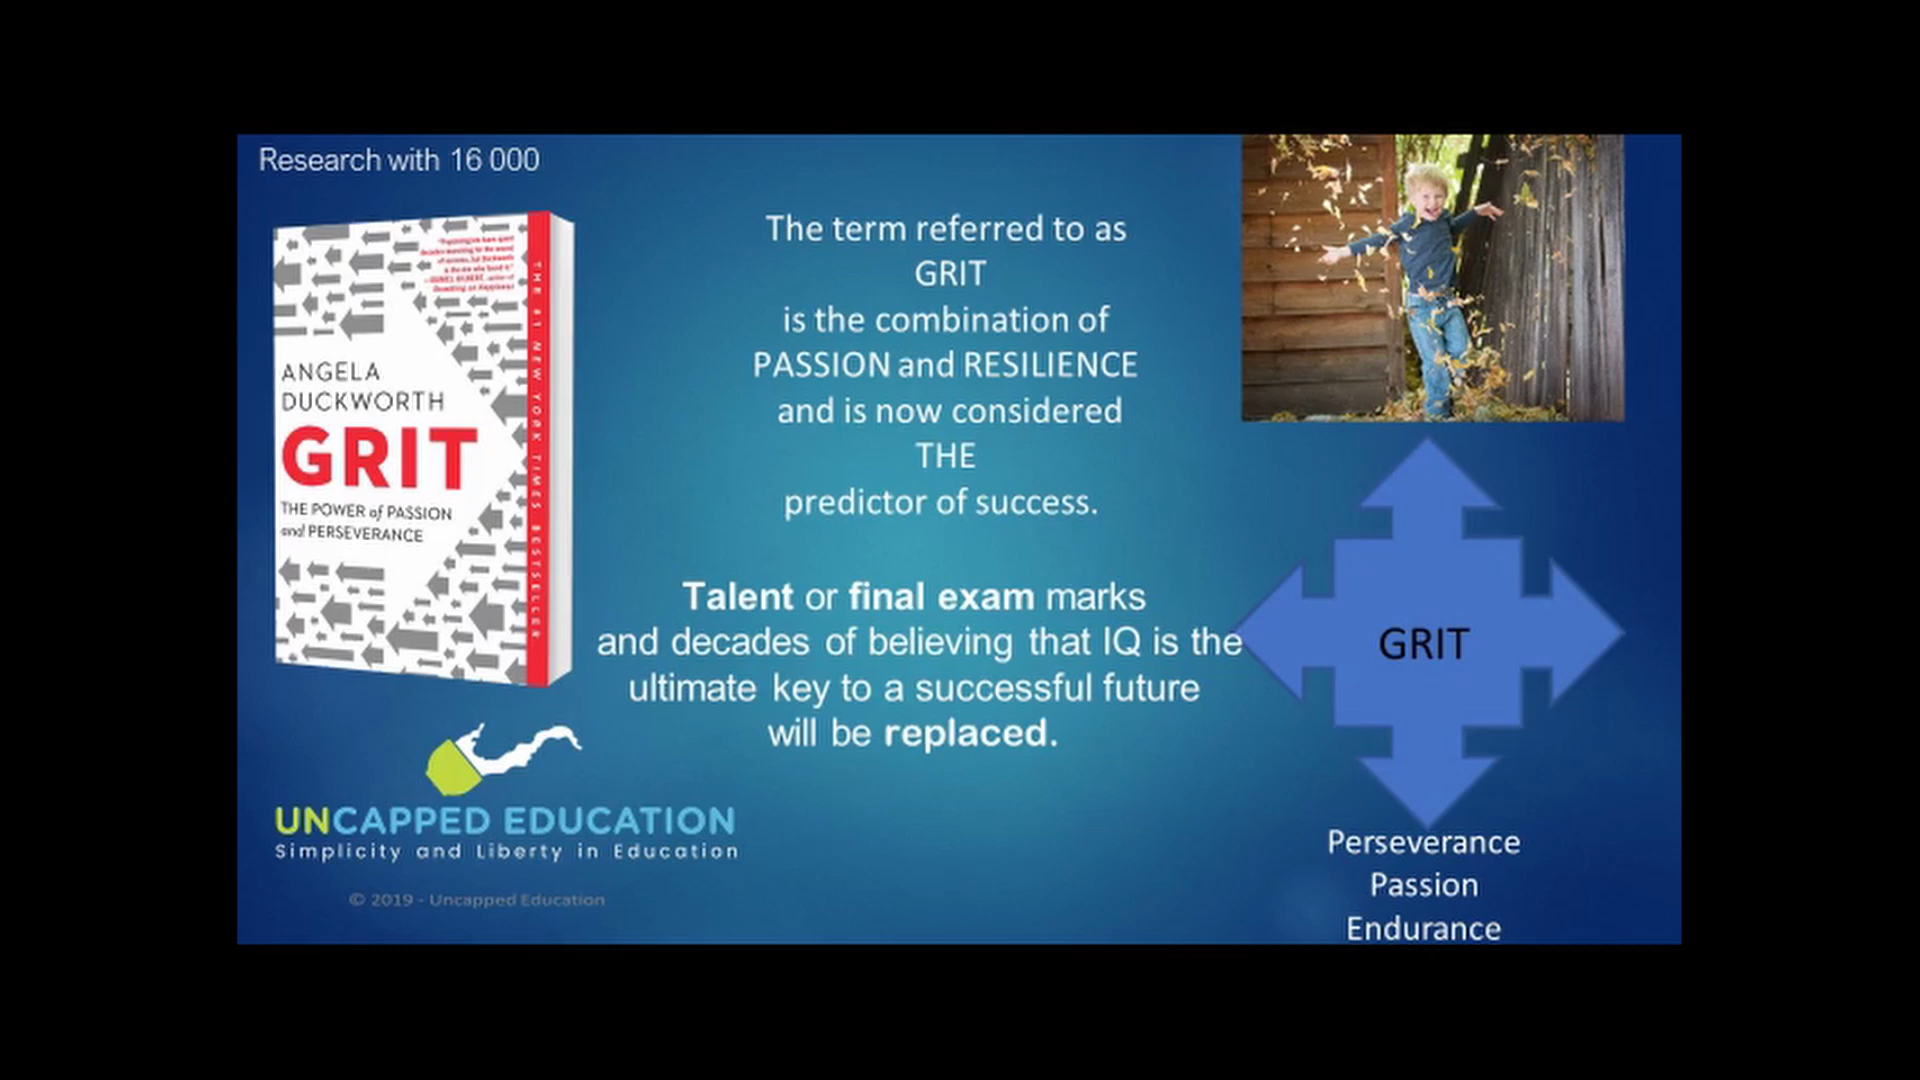 Research with 16 000
ANGELA
DUCKWORTH
GRIT
THE POWER of PASSION
and PERSEVERANCE
THE #1 NEW YORK TIMES BESTSELLER
The term referred to as
GRIT
is the combination of
PASSION and RESILIENCE
and is now considered
THE
predictor of success.
Talent or final exam marks
and decades of believing that IQ is the
ultimate key to a successful future
will be replaced.
GRIT
Perseverance
Passion
Endurance
UNCAPPED EDUCATION
Simplicity and Liberty in Education
© 2019 - Uncapped Education